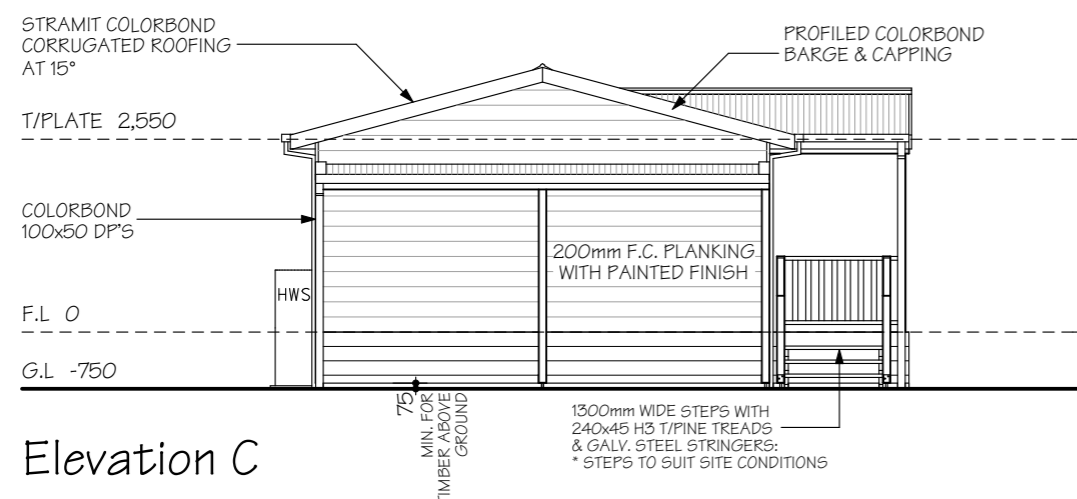 STRAMIT COLORBOND
CORRUGATED ROOFING
AT 15°
PROFILED COLORBOND
BARGE & CAPPING
T/PLATE 2,550
COLORBOND
100x50 DP'S
200mm F.C. PLANKING
WITH PAINTED FINISH
HWS
F.L 0
G.L -750
75
MIN. FOR
TIMBER ABOVE
GROUND
1300mm WIDE STEPS WITH
240x45 H3 T/PINE TREADS
& GALV. STEEL STRINGERS:
* STEPS TO SUIT SITE CONDITIONS
Elevation C